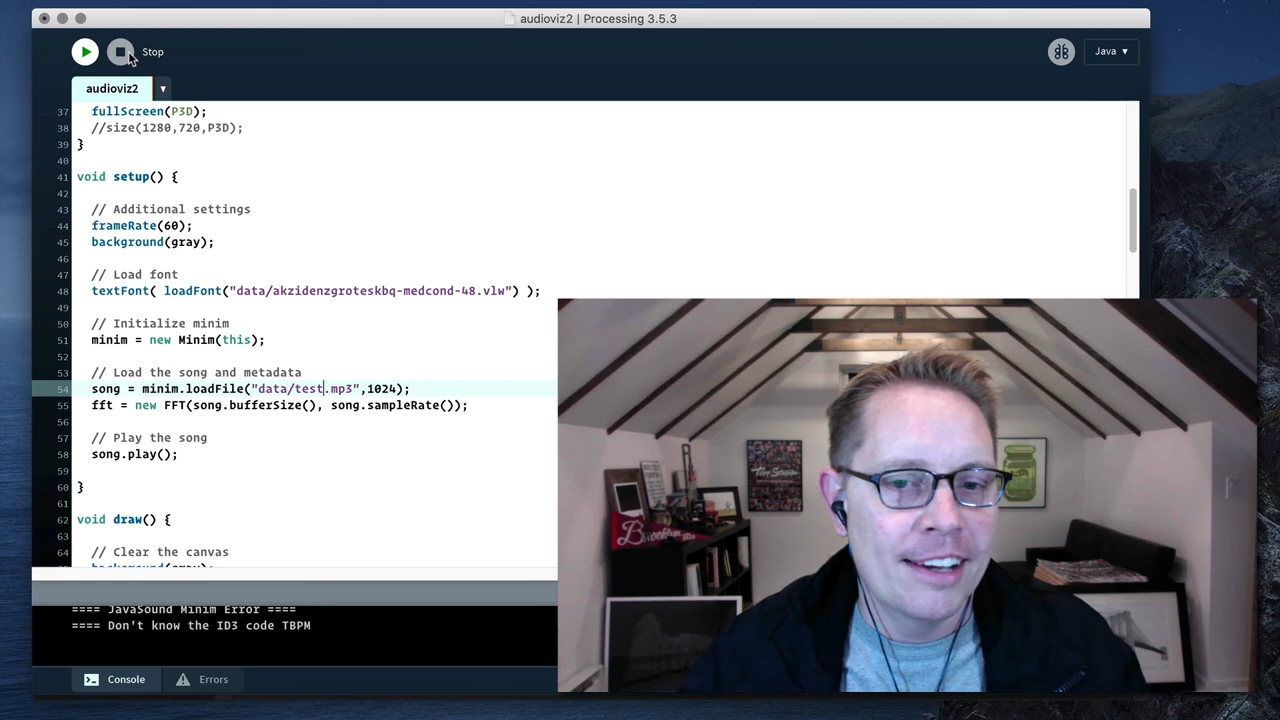 audioviz2 | Processing 3.5.3
Stop
Java ▼
audioviz2 ▼
37 fullScreen(P3D);
38 //size(1280,720,P3D);
39 }
40
41 void setup() {
42
43 // Additional settings
44 frameRate(60);
45 background(gray);
46
47 // Load font
48 textFont( loadFont("data/akzidenzgroteskbq-medcond-48.vlw") );
49
50 // Initialize minim
51 minim = new Minim(this);
52
53 // Load the song and metadata
54 song = minim.loadFile("data/test.mp3",1024);
55 fft = new FFT(song.bufferSize(), song.sampleRate());
56
57 // Play the song
58 song.play();
59
60 }
61
62 void draw() {
63
64 // Clear the canvas
background(gray);
==== JavaSound Minim Error ====
==== Don't know the ID3 code TBPM
Console
Errors
Brooklyn